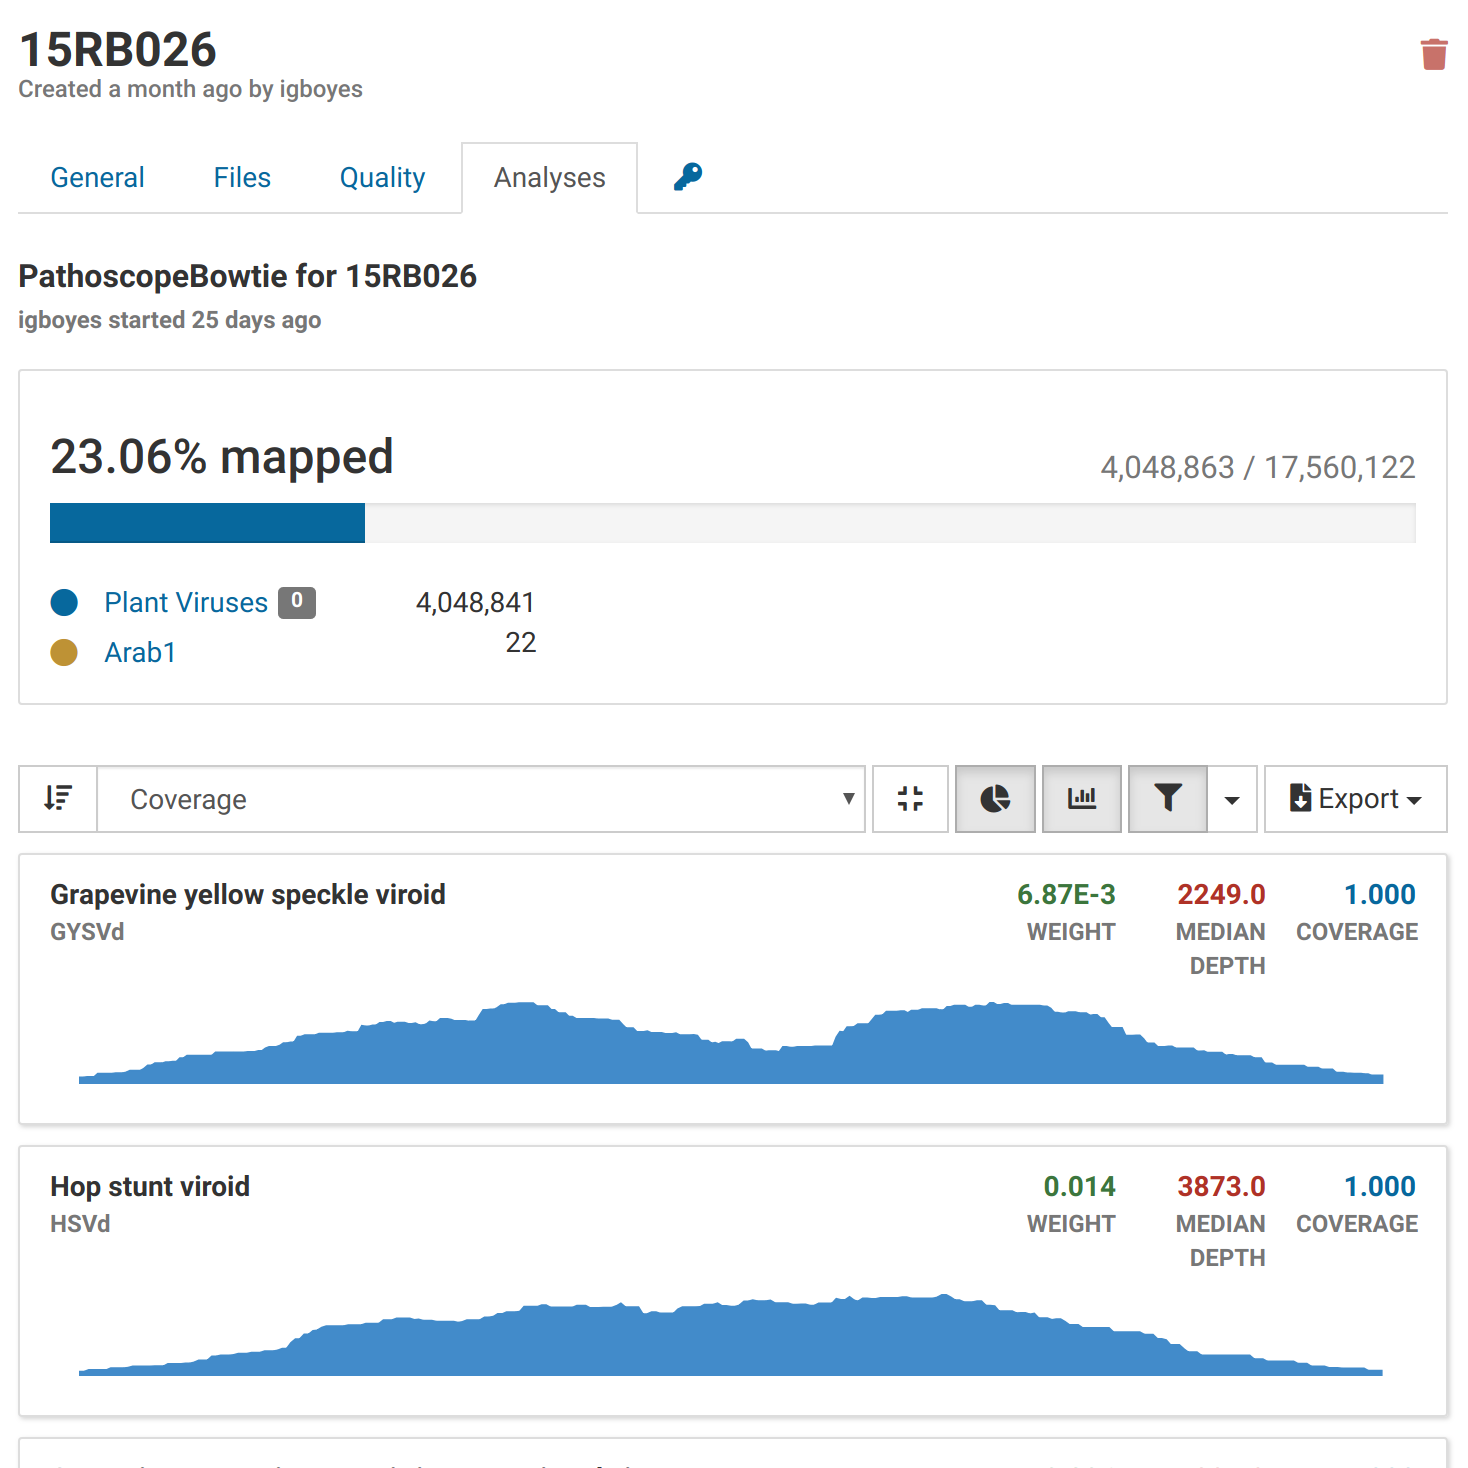 15RB026
Created a month ago by igboyes
General Files Quality Analyses
PathoscopeBowtie for 15RB026
igboyes started 25 days ago
23.06% mapped 4,048,863 / 17,560,122
Plant Viruses 0 4,048,841
Arab1 22
Coverage Export
Grapevine yellow speckle viroid 6.87E-3 2249.0 1.000
GYSVd WEIGHT MEDIAN DEPTH COVERAGE
Hop stunt viroid 0.014 3873.0 1.000
HSVd WEIGHT MEDIAN DEPTH COVERAGE